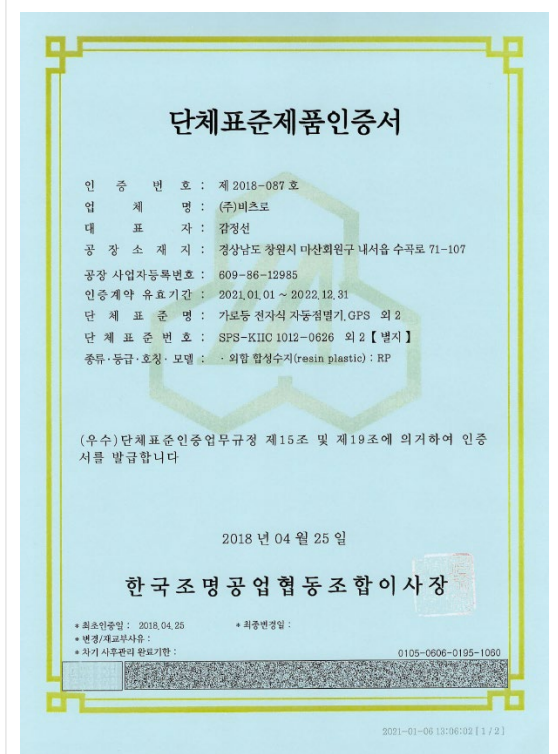 단체표준제품인증서
인 증 번 호 : 제 2018-087 호
업 체 명 : (주)비츠로
대 표 자 : 감정선
공 장 소 재 지 : 경상남도 창원시 마산회원구 내서읍 수곡로 71-107
공장 사업자등록번호 : 609-86-12985
인증계약 유효기간 : 2021.01.01 ~ 2022.12.31
단 체 표 준 명 : 가로등 전자식 자동점멸기.GPS 외 2
단 체 표 준 번 호 : SPS-KIIC 1012-0626 외 2 【 별지 】
종류·등급·호칭·모델 : · 외함 합성수지(resin plastic) : RP
(우수)단체표준인증업무규정 제15조 및 제19조에 의거하여 인증
서를 발급합니다
2018 년 04 월 25 일
한국조명공업협동조합이사장
* 최초인증일 : 2018.04.25 * 최종변경일 :
* 변경/재교부사유 :
* 차기 사후관리 완료기한 : 0105-0606-0195-1060
2021-01-06 13:06:02 [ 1 / 2 ]